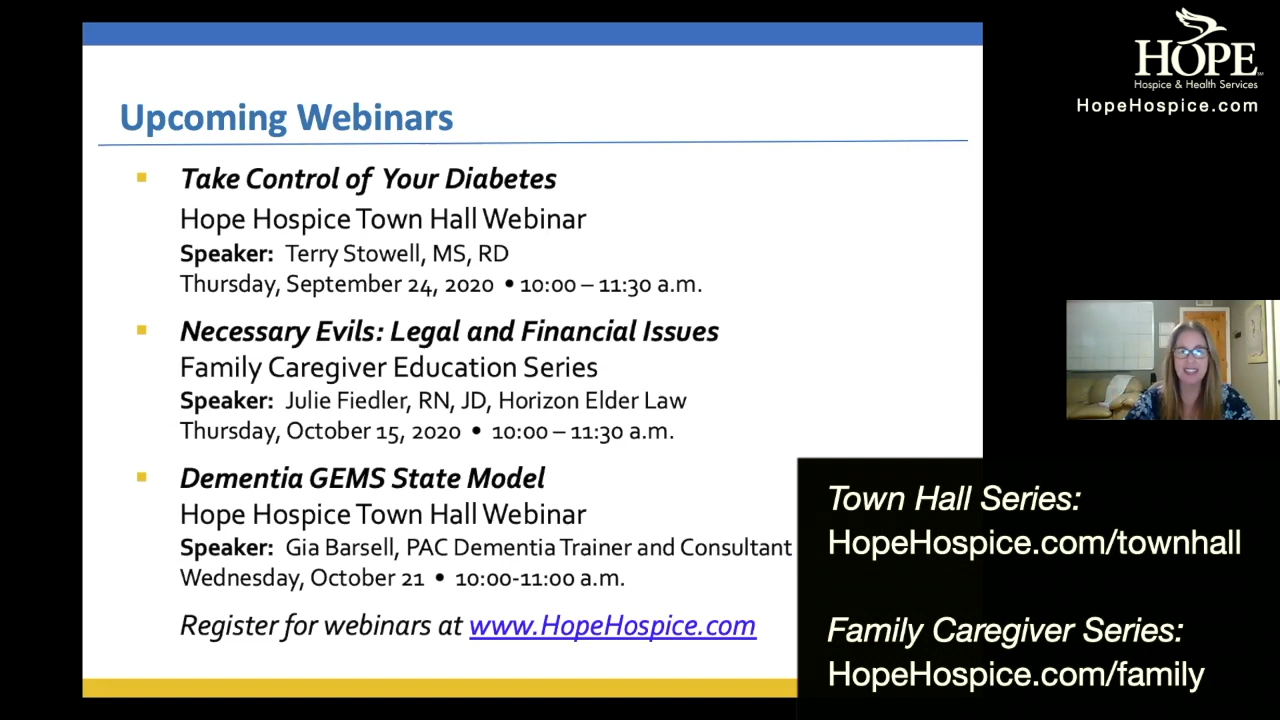 Upcoming Webinars
Take Control of Your Diabetes
Hope Hospice Town Hall Webinar
Speaker: Terry Stowell, MS, RD
Thursday, September 24, 2020 • 10:00 – 11:30 a.m.
Necessary Evils: Legal and Financial Issues
Family Caregiver Education Series
Speaker: Julie Fiedler, RN, JD, Horizon Elder Law
Thursday, October 15, 2020 • 10:00 – 11:30 a.m.
Dementia GEMS State Model
Hope Hospice Town Hall Webinar
Speaker: Gia Barsell, PAC Dementia Trainer and Consultant
Wednesday, October 21 • 10:00-11:00 a.m.
Register for webinars at www.HopeHospice.com
HOPE
Hospice & Health Services
HopeHospice.com
Town Hall Series:
HopeHospice.com/townhall
Family Caregiver Series:
HopeHospice.com/family